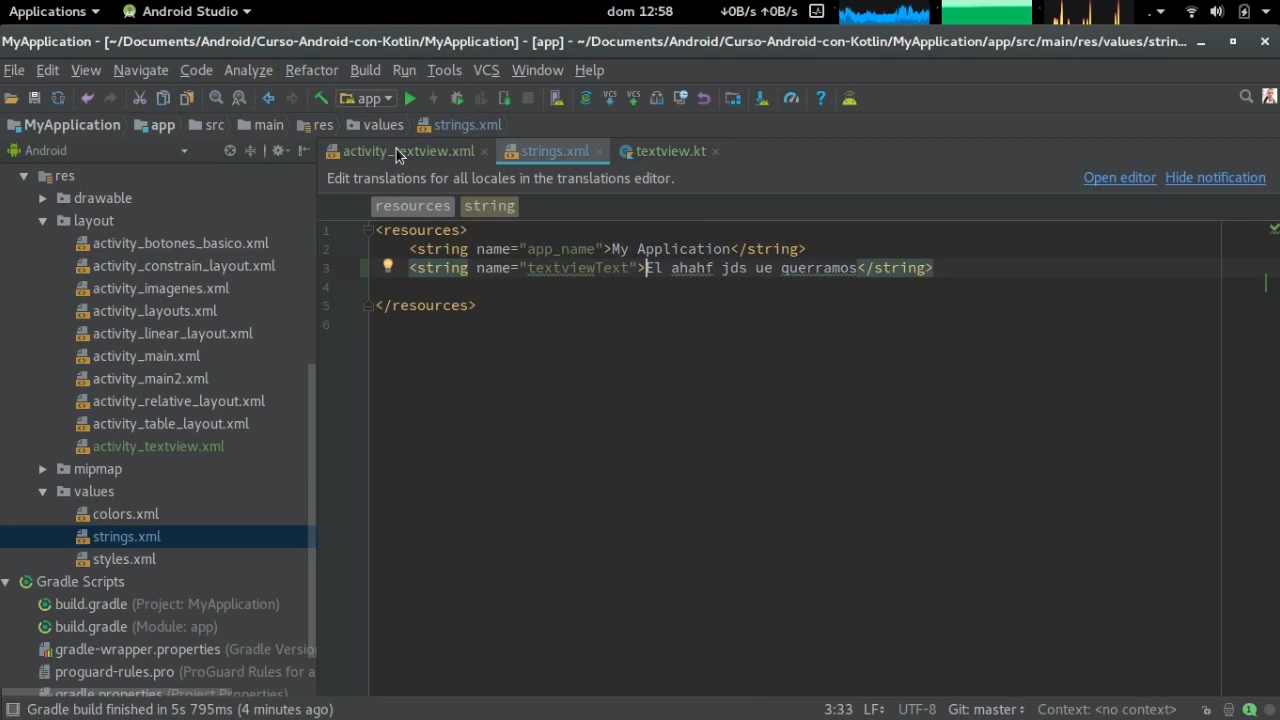 Applications Android Studio dom 12:58 ↓0B/s ↑0B/s
MyApplication - [~/Documents/Android/Curso-Android-con-Kotlin/MyApplication] - [app] - ~/Documents/Android/Curso-Android-con-Kotlin/MyApplication/app/src/main/res/values/strin...
File Edit View Navigate Code Analyze Refactor Build Run Tools VCS Window Help
app VCS VCS ?
MyApplication app src main res values strings.xml
Android activity_textview.xml strings.xml textview.kt
Edit translations for all locales in the translations editor. Open editor Hide notification
resources string
res
drawable
layout
activity_botones_basico.xml
activity_constrain_layout.xml
activity_imagenes.xml
activity_layouts.xml
activity_linear_layout.xml
activity_main.xml
activity_main2.xml
activity_relative_layout.xml
activity_table_layout.xml
activity_textview.xml
mipmap
values
colors.xml
strings.xml
styles.xml
Gradle Scripts
build.gradle (Project: MyApplication)
build.gradle (Module: app)
gradle-wrapper.properties (Gradle Versio
proguard-rules.pro (ProGuard Rules for a
gradle.properties (Project Properties)
1 <resources>
2 <string name="app_name">My Application</string>
3 <string name="textviewText">El ahahf jds ue querramos</string>
4
5 </resources>
6
Gradle build finished in 5s 795ms (4 minutes ago) 3:33 LF÷ UTF-8 Git: master÷ Context: <no context> 1